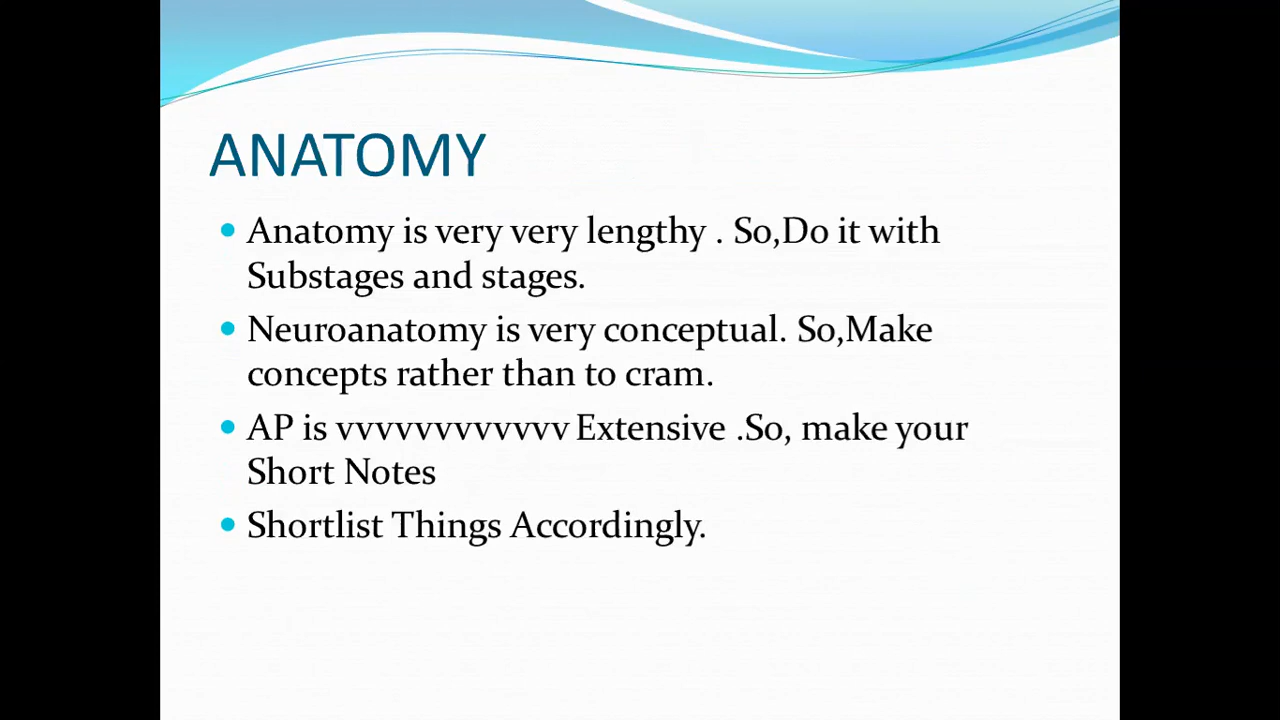 ANATOMY
Anatomy is very very lengthy . So,Do it with
Substages and stages.
Neuroanatomy is very conceptual. So,Make
concepts rather than to cram.
AP is vvvvvvvvvvvv Extensive .So, make your
Short Notes
Shortlist Things Accordingly.